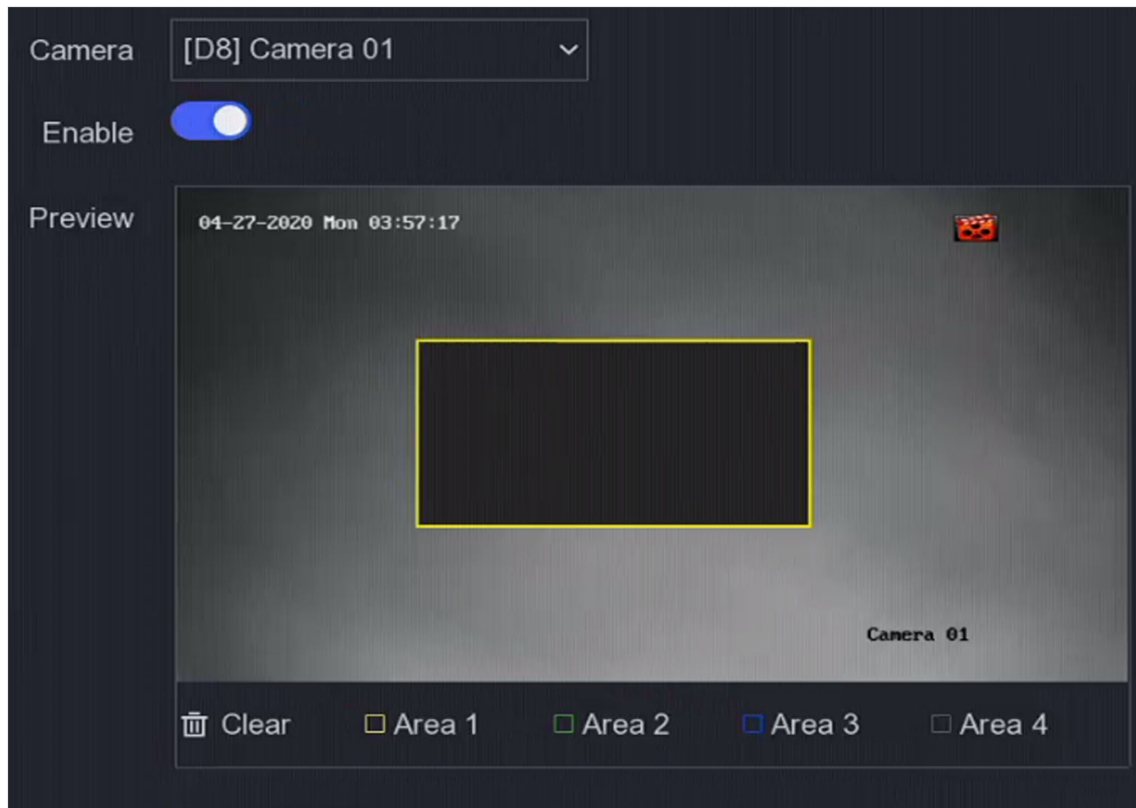 Camera [D8] Camera 01
Enable
Preview
04-27-2020 Mon 03:57:17
Camera 01
Clear Area 1 Area 2 Area 3 Area 4